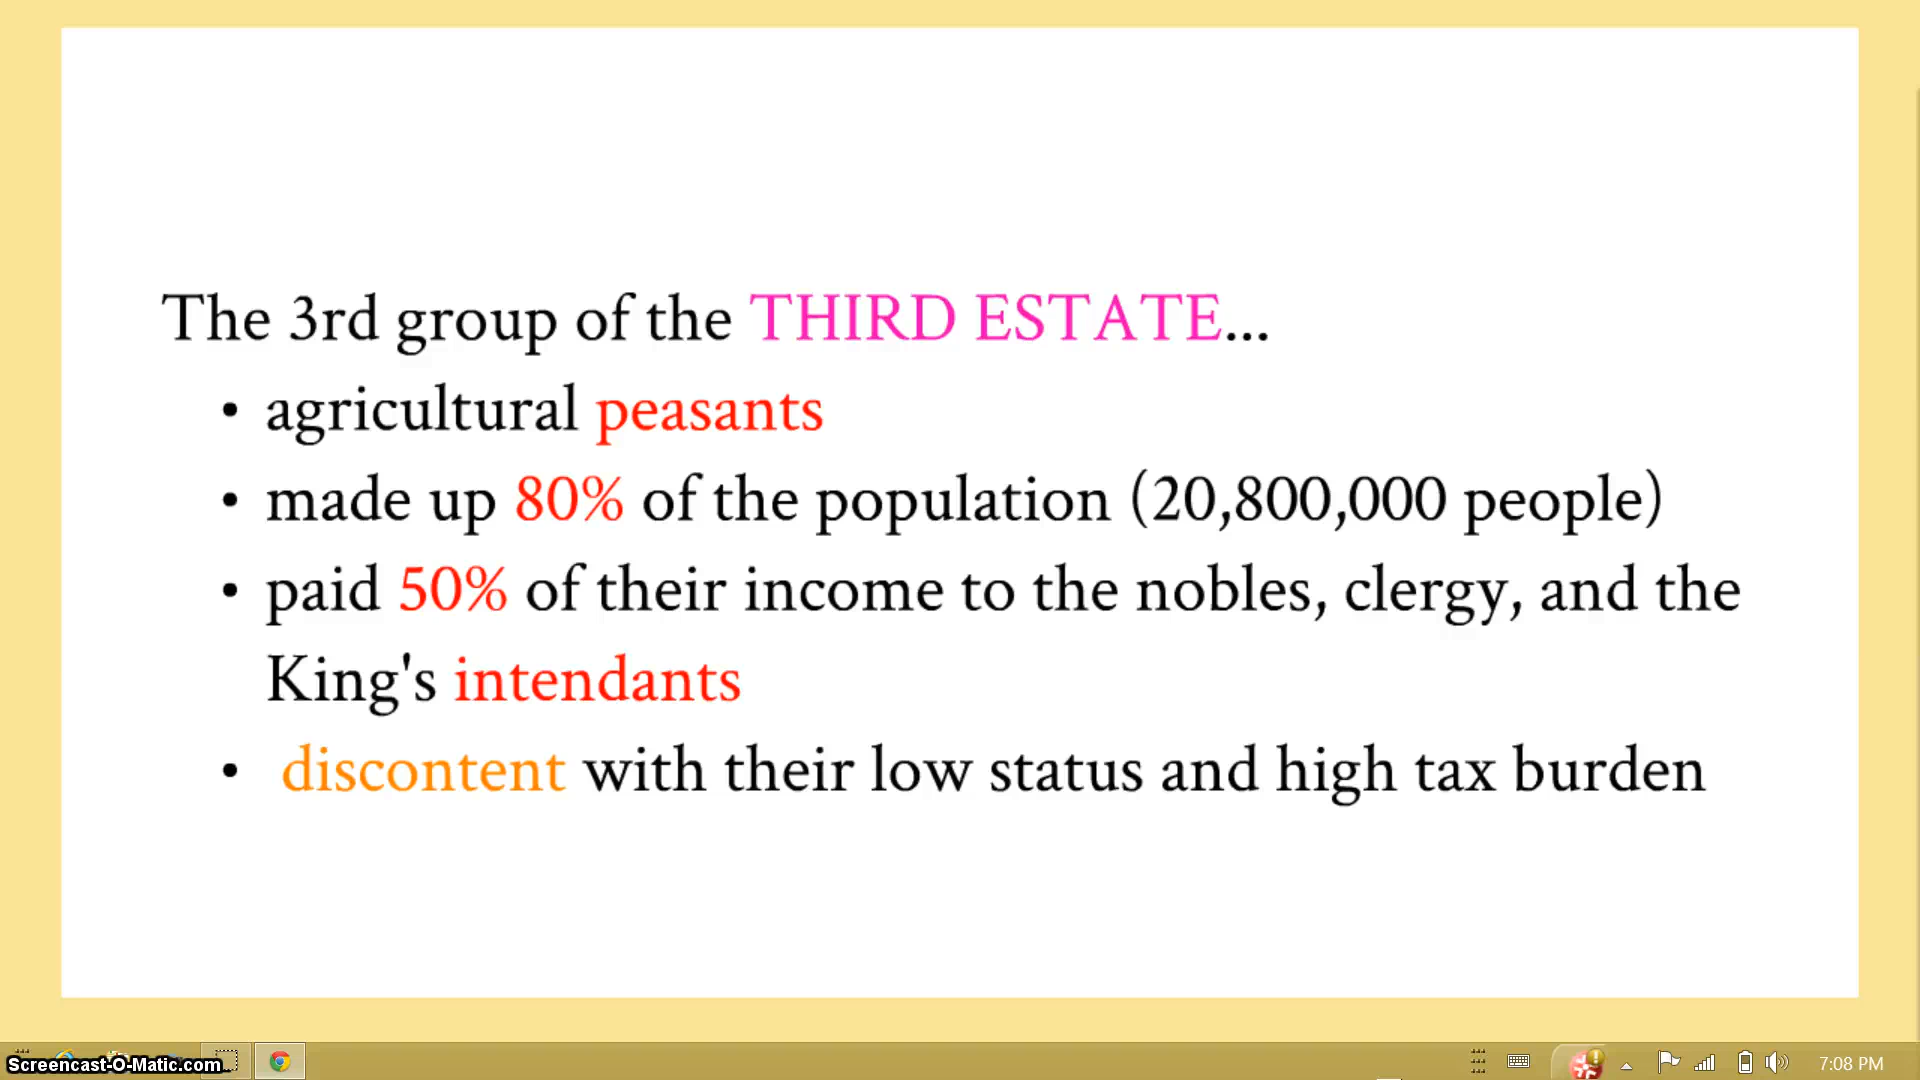 The 3rd group of the THIRD ESTATE...
• agricultural peasants
• made up 80% of the population (20,800,000 people)
• paid 50% of their income to the nobles, clergy, and the
King's intendants
• discontent with their low status and high tax burden
Screencast-O-Matic.com
7:08 PM